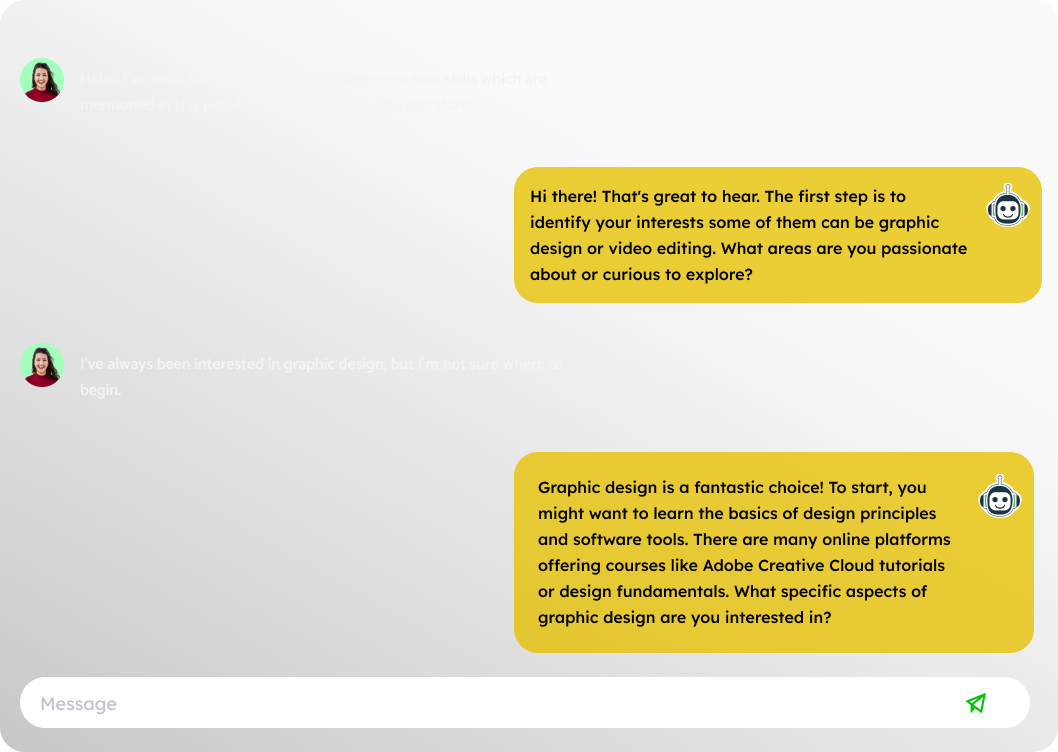 Hello! I've been
some new skills which are
mentioned in this
to start?
Hi there! That's great to hear. The first step is to
identify your interests some of them can be graphic
design or video editing. What areas are you passionate
about or curious to explore?
I've always been interested in graphic design, but I'm not sure where to
begin.
Graphic design is a fantastic choice! To start, you
might want to learn the basics of design principles
and software tools. There are many online platforms
offering courses like Adobe Creative Cloud tutorials
or design fundamentals. What specific aspects of
graphic design are you interested in?
Message